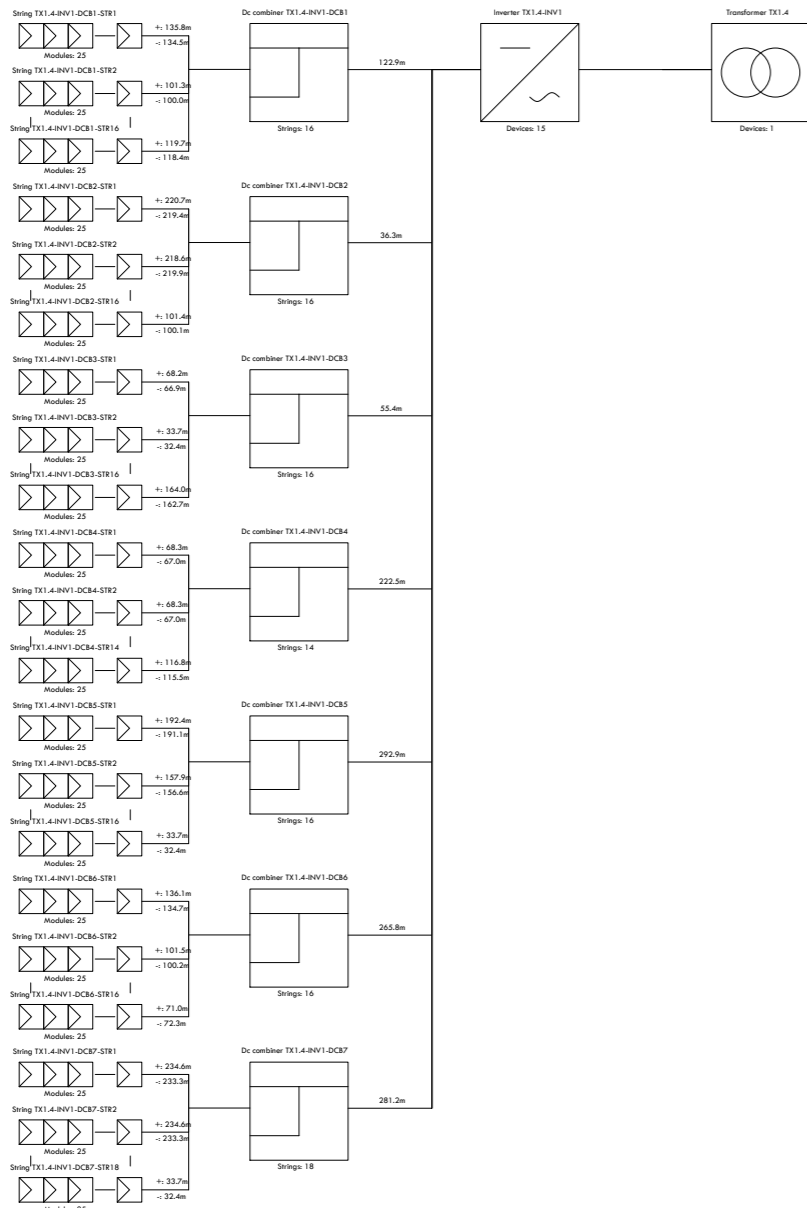 String TX1.4-INV1-DCB1-STR1
Modules: 25
+: 135.8m
-: 134.5m
String TX1.4-INV1-DCB1-STR2
Modules: 25
+: 101.3m
-: 100.0m
String TX1.4-INV1-DCB1-STR16
Modules: 25
+: 119.7m
-: 118.4m
Dc combiner TX1.4-INV1-DCB1
Strings: 16
122.9m
Inverter TX1.4-INV1
Devices: 15
Transformer TX1.4
Devices: 1
String TX1.4-INV1-DCB2-STR1
Modules: 25
+: 220.7m
-: 219.4m
String TX1.4-INV1-DCB2-STR2
Modules: 25
+: 218.6m
-: 219.9m
String TX1.4-INV1-DCB2-STR16
Modules: 25
+: 101.4m
-: 100.1m
Dc combiner TX1.4-INV1-DCB2
Strings: 16
36.3m
String TX1.4-INV1-DCB3-STR1
Modules: 25
+: 68.2m
-: 66.9m
String TX1.4-INV1-DCB3-STR2
Modules: 25
+: 33.7m
-: 32.4m
String TX1.4-INV1-DCB3-STR16
Modules: 25
+: 164.0m
-: 162.7m
Dc combiner TX1.4-INV1-DCB3
Strings: 16
55.4m
String TX1.4-INV1-DCB4-STR1
Modules: 25
+: 68.3m
-: 67.0m
String TX1.4-INV1-DCB4-STR2
Modules: 25
+: 68.3m
-: 67.0m
String TX1.4-INV1-DCB4-STR14
Modules: 25
+: 116.8m
-: 115.5m
Dc combiner TX1.4-INV1-DCB4
Strings: 14
222.5m
String TX1.4-INV1-DCB5-STR1
Modules: 25
+: 192.4m
-: 191.1m
String TX1.4-INV1-DCB5-STR2
Modules: 25
+: 157.9m
-: 156.6m
String TX1.4-INV1-DCB5-STR16
Modules: 25
+: 33.7m
-: 32.4m
Dc combiner TX1.4-INV1-DCB5
Strings: 16
292.9m
String TX1.4-INV1-DCB6-STR1
Modules: 25
+: 136.1m
-: 134.7m
String TX1.4-INV1-DCB6-STR2
Modules: 25
+: 101.5m
-: 100.2m
String TX1.4-INV1-DCB6-STR16
Modules: 25
+: 71.0m
-: 72.3m
Dc combiner TX1.4-INV1-DCB6
Strings: 16
265.8m
String TX1.4-INV1-DCB7-STR1
Modules: 25
+: 234.6m
-: 233.3m
String TX1.4-INV1-DCB7-STR2
Modules: 25
+: 234.6m
-: 233.3m
String TX1.4-INV1-DCB7-STR18
Modules: 25
+: 33.7m
-: 32.4m
Dc combiner TX1.4-INV1-DCB7
Strings: 18
281.2m